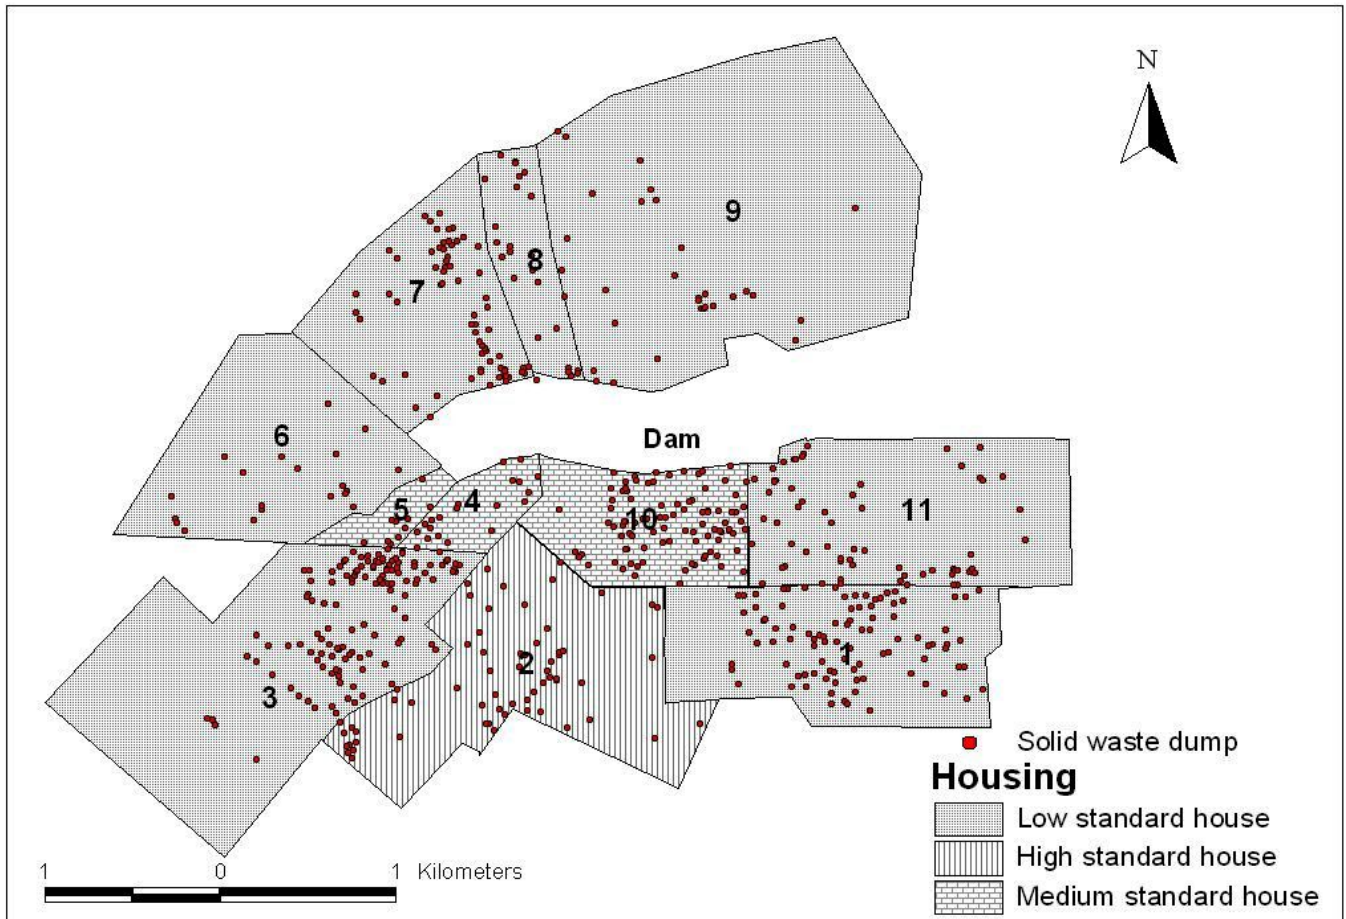 N
9
8
7
6
Dam
5
4
10
11
2
1
3
Solid waste dump
Housing
Low standard house
High standard house
Medium standard house
1 0 1 Kilometers